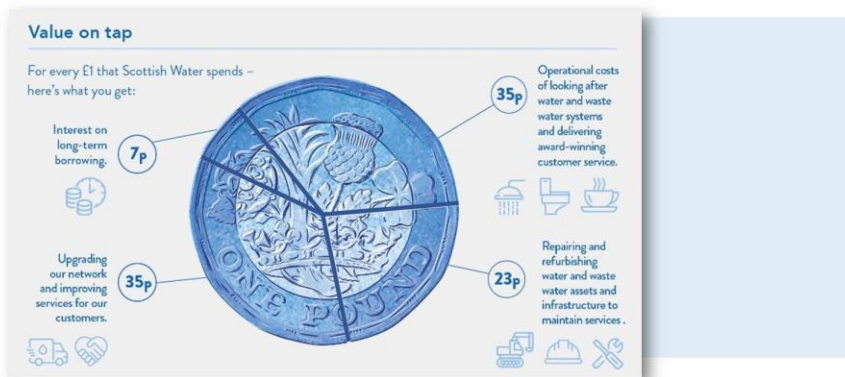 Value on tap
For every £1 that Scottish Water spends –
here's what you get:
Interest on
long-term
borrowing.
7p
35p
Operational costs
of looking after
water and waste
water systems
and delivering
award-winning
customer service.
Upgrading
our network
and improving
services for our
customers.
35p
23p
Repairing and
refurbishing
water and waste
water assets and
infrastructure to
maintain services .
ONE POUND